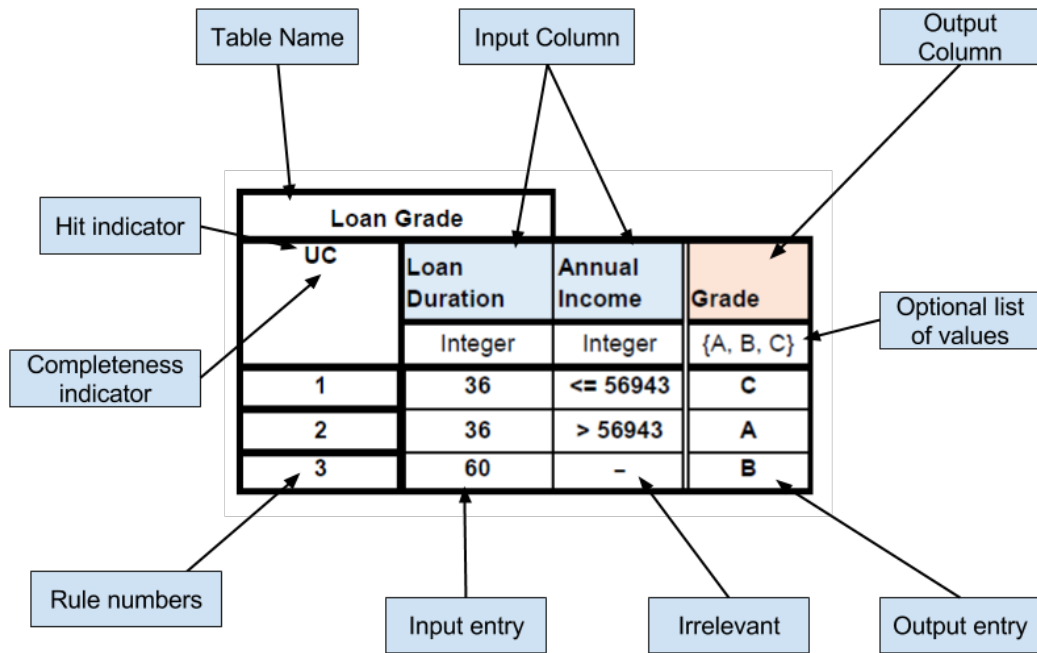 Table Name
Input Column
Output
Column
Hit indicator
Loan Grade
UC
Loan
Duration
Annual
Income
Grade
Optional list
of values
Integer
Integer
{A, B, C}
Completeness
indicator
1
36
<= 56943
C
2
36
> 56943
A
3
60
–
B
Rule numbers
Input entry
Irrelevant
Output entry